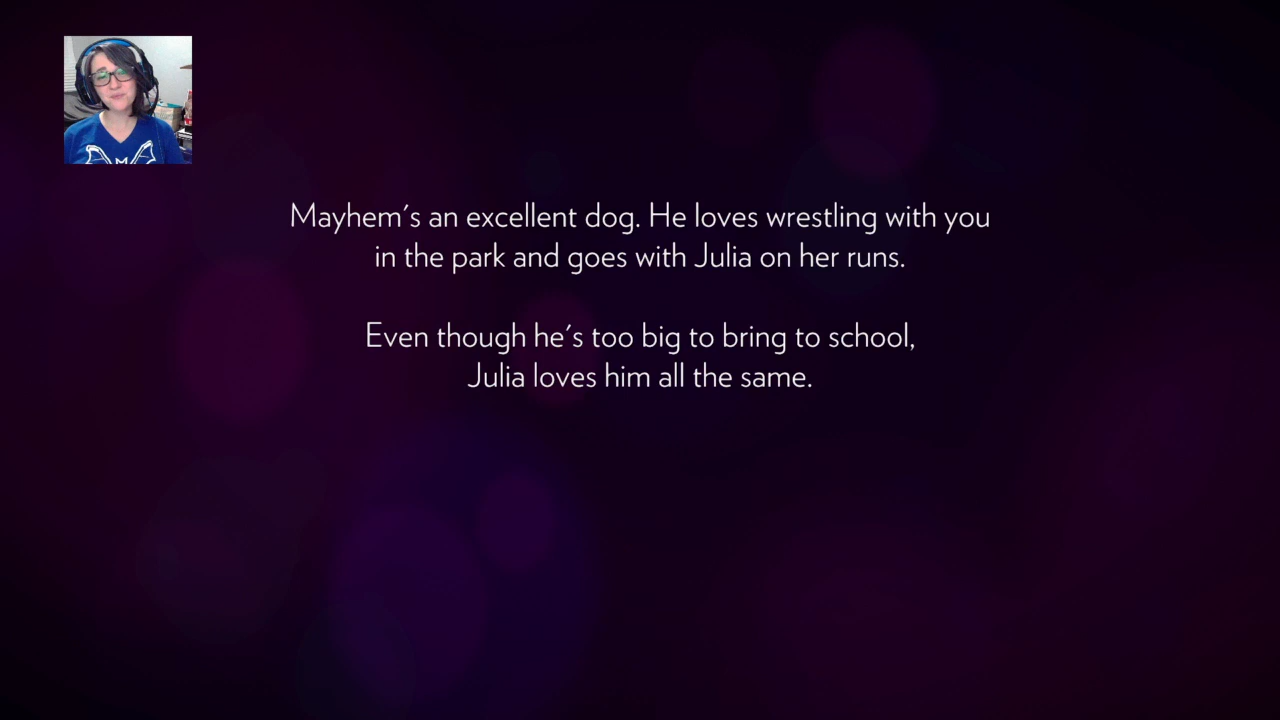 Mayhem's an excellent dog. He loves wrestling with you
in the park and goes with Julia on her runs.
Even though he's too big to bring to school,
Julia loves him all the same.